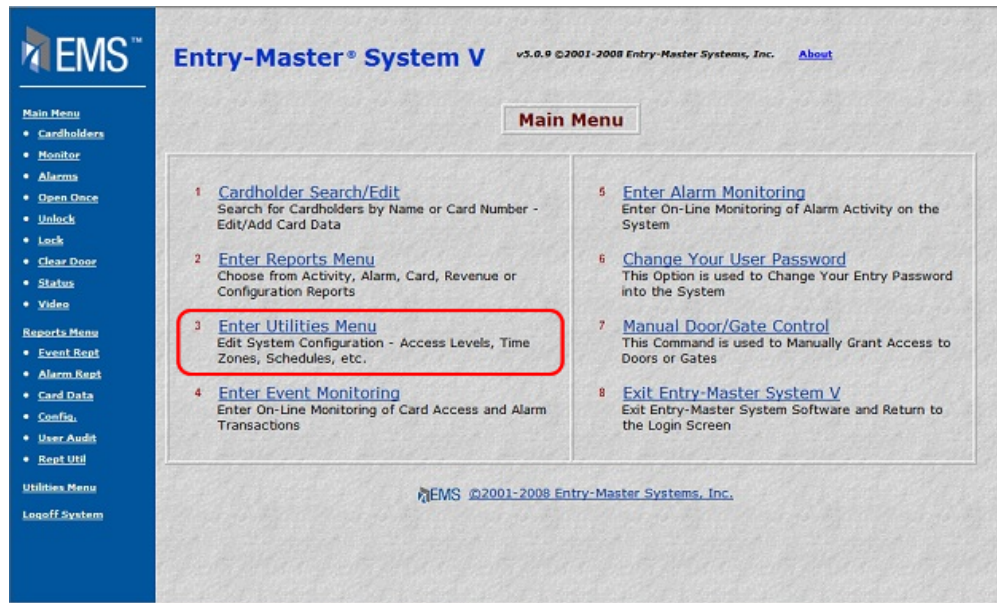 EMS™
Entry-Master® System V
v5.0.9 ©2001-2008 Entry-Master Systems, Inc.
About
Main Menu
• Cardholders
• Monitor
• Alarms
• Open Once
• Unlock
• Lock
• Clear Door
• Status
• Video
Reports Menu
• Event Rept
• Alarm Rept
• Card Data
• Config.
• User Audit
• Rept Util
Utilities Menu
Logoff System
Main Menu
1 Cardholder Search/Edit
Search for Cardholders by Name or Card Number -
Edit/Add Card Data
2 Enter Reports Menu
Choose from Activity, Alarm, Card, Revenue or
Configuration Reports
3 Enter Utilities Menu
Edit System Configuration - Access Levels, Time
Zones, Schedules, etc.
4 Enter Event Monitoring
Enter On-Line Monitoring of Card Access and Alarm
Transactions
5 Enter Alarm Monitoring
Enter On-Line Monitoring of Alarm Activity on the
System
6 Change Your User Password
This Option is used to Change Your Entry Password
into the System
7 Manual Door/Gate Control
This Command is used to Manually Grant Access to
Doors or Gates
8 Exit Entry-Master System V
Exit Entry-Master System Software and Return to
the Login Screen
EMS ©2001-2008 Entry-Master Systems, Inc.